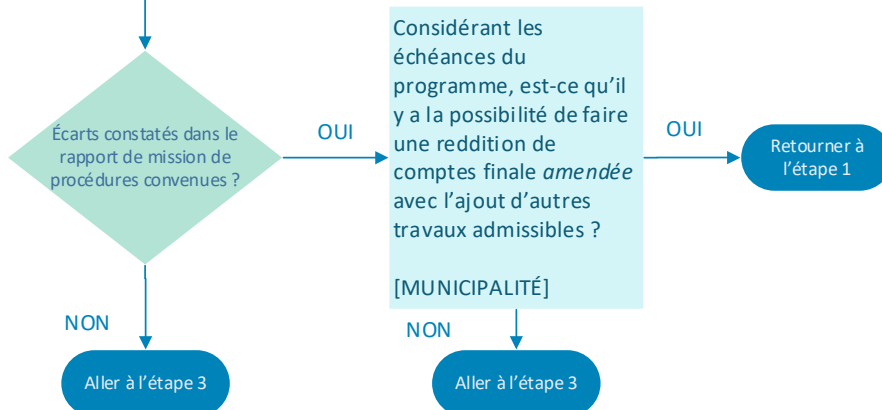 Écarts constatés dans le
rapport de mission de
procédures convenues ?
OUI
Considérant les
échéances du
programme, est-ce qu'il
y a la possibilité de faire
une reddition de
comptes finale amendée
avec l'ajout d'autres
travaux admissibles ?
[MUNICIPALITÉ]
OUI
Retourner à
l'étape 1
NON
Aller à l'étape 3
NON
Aller à l'étape 3